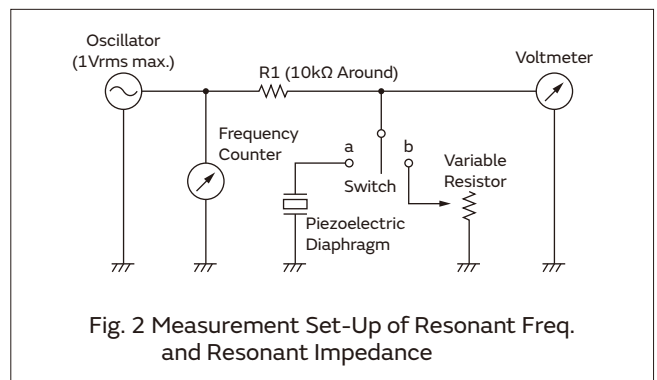 Oscillator
(1Vrms max.)
R1 (10kΩ Around)
Voltmeter
Frequency
Counter
a
b
Switch
Variable
Resistor
Piezoelectric
Diaphragm
Fig. 2 Measurement Set-Up of Resonant Freq.
and Resonant Impedance